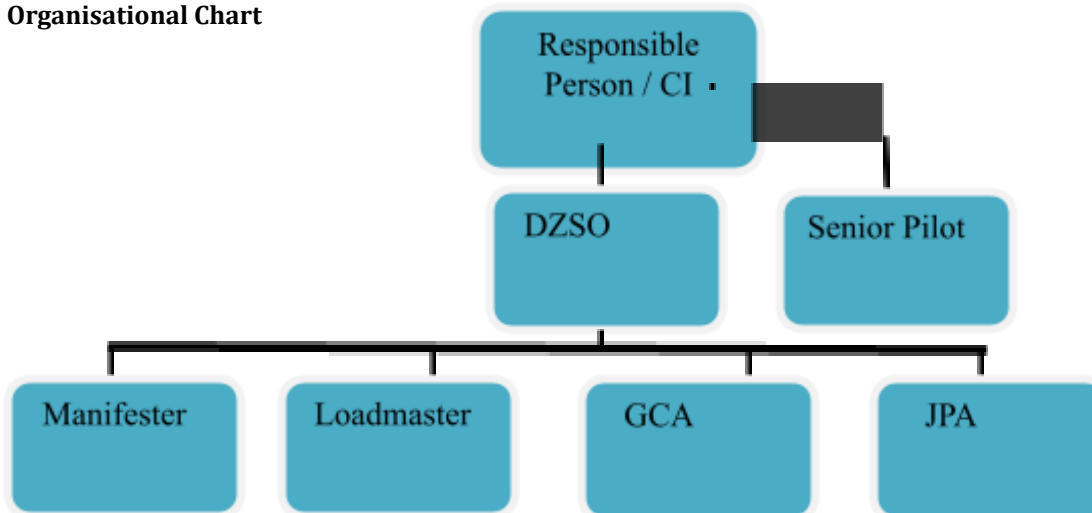 Organisational Chart
Responsible
Person / CI
DZSO
Senior Pilot
Manifester
Loadmaster
GCA
JPA